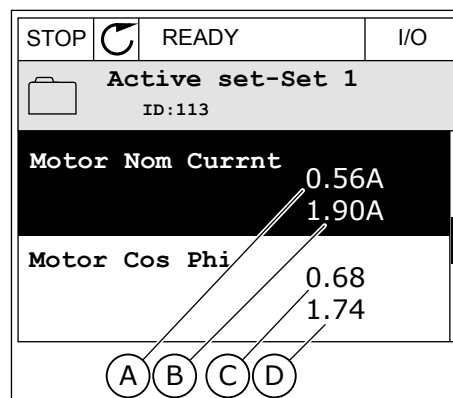 STOP READY I/O
Active set-Set 1
ID:113
Motor Nom Currnt
0.56A
1.90A
Motor Cos Phi
0.68
1.74
A B C D